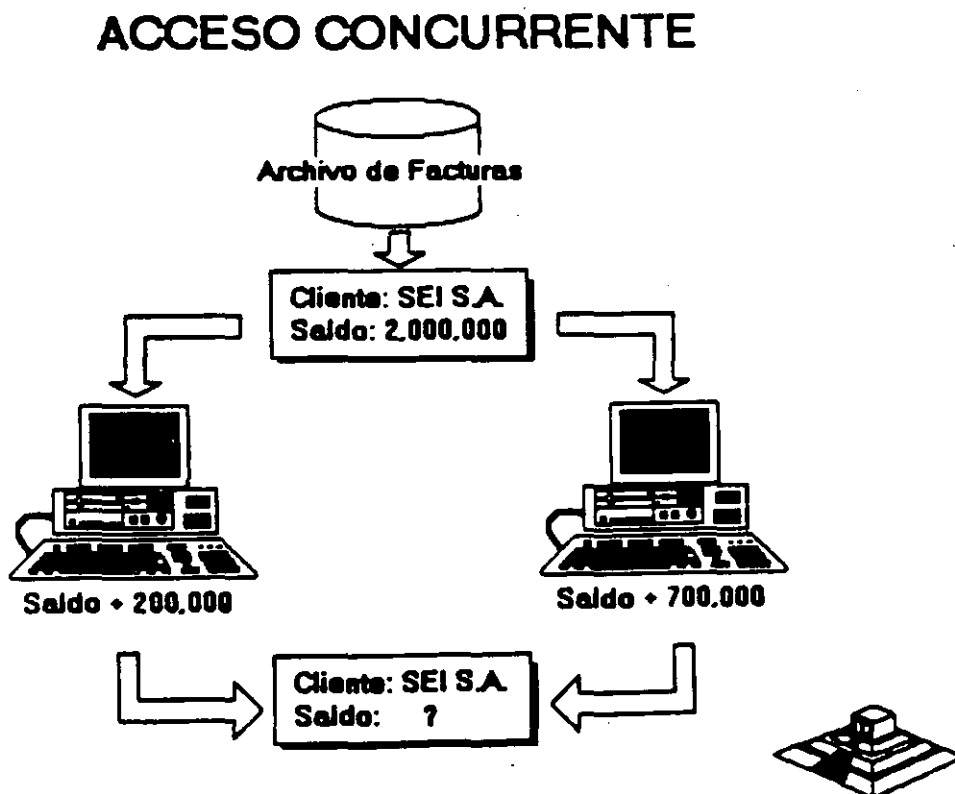 ACCESO CONCURRENTE
Archivo de Facturas
Cliente: SEI S.A.
Saldo: 2,000,000
Saldo + 200,000
Saldo + 700,000
Cliente: SEI S.A.
Saldo: ?